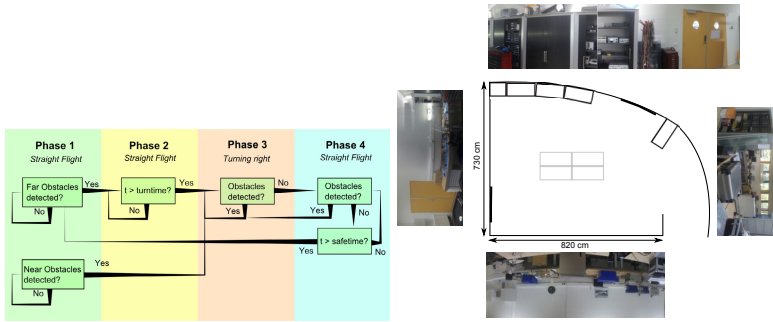 Phase 1
Straight Flight
Phase 2
Straight Flight
Phase 3
Turning right
Phase 4
Straight Flight
Far Obstacles
detected?
Yes
No
t > turntime?
Yes
No
Obstacles
detected?
No
Yes
Obstacles
detected?
Yes
No
t > safetime?
Yes
No
Near Obstacles
detected?
Yes
No
730 cm
820 cm